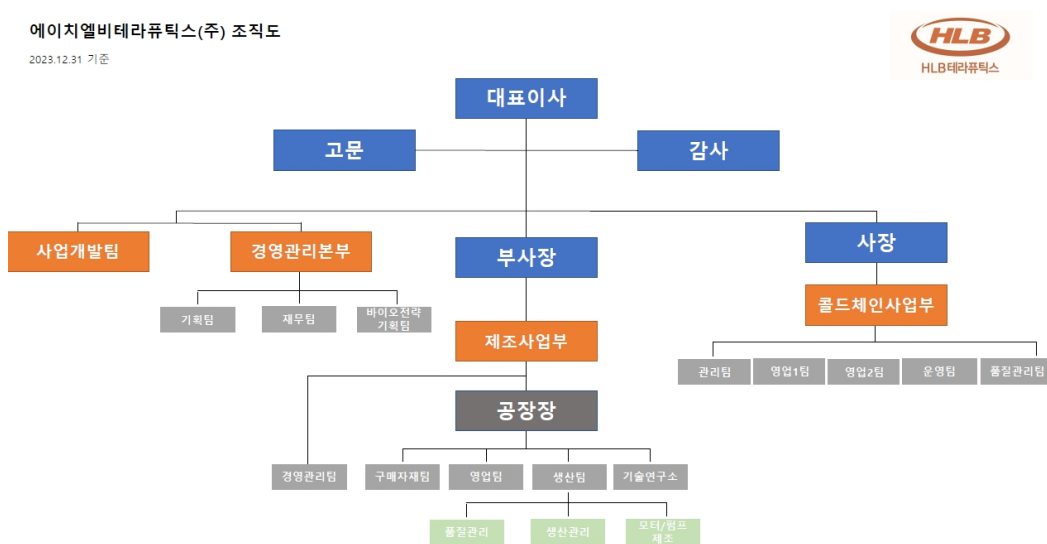 에이치엘비테라퓨틱스(주) 조직도
2023.12.31 기준
HLB
HLB테라퓨틱스
대표이사
고문
감사
사업개발팀
경영관리본부
부사장
사장
기획팀
재무팀
바이오전략
기획팀
콜드체인사업부
제조사업부
관리팀
영업1팀
영업2팀
운영팀
품질관리팀
공장장
경영관리팀
구매자재팀
영업팀
생산팀
기술연구소
품질관리
생산관리
모터/펌프
제조